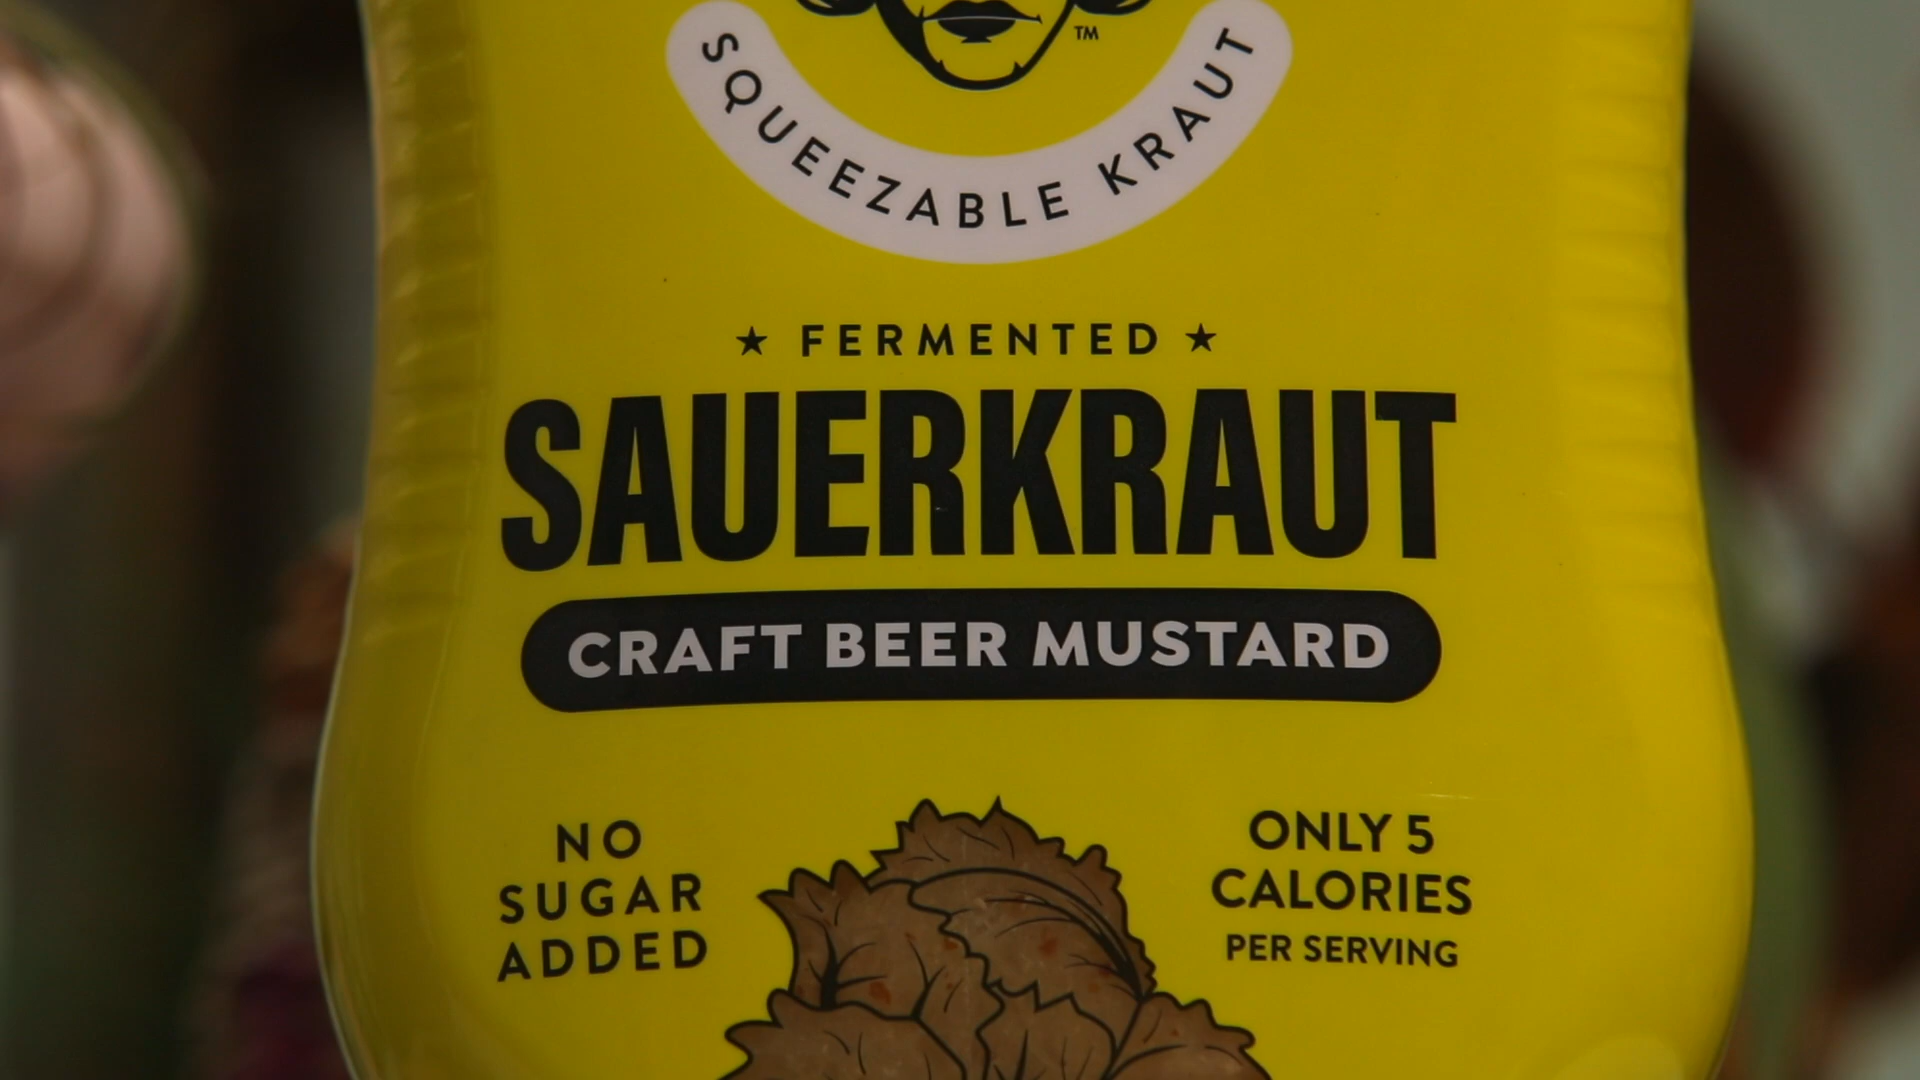 TM
SQUEEZABLE KRAUT
★ FERMENTED ★
SAUERKRAUT
CRAFT BEER MUSTARD
NO
SUGAR
ADDED
ONLY 5
CALORIES
PER SERVING